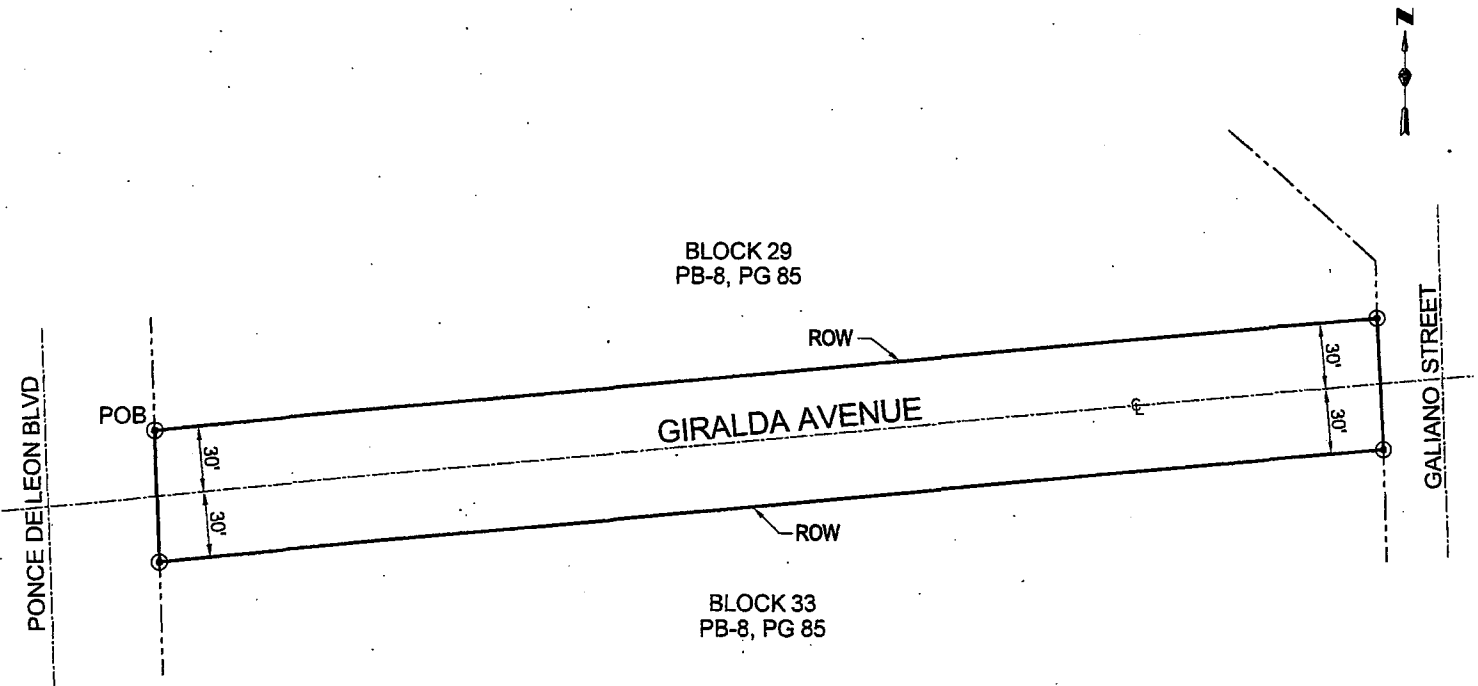 N
BLOCK 29
PB-8, PG 85
ROW
GALIANO STREET
30'
30'
GIRALDA AVENUE
℄
POB
PONCE DE LEON BLVD
30'
30'
ROW
BLOCK 33
PB-8, PG 85